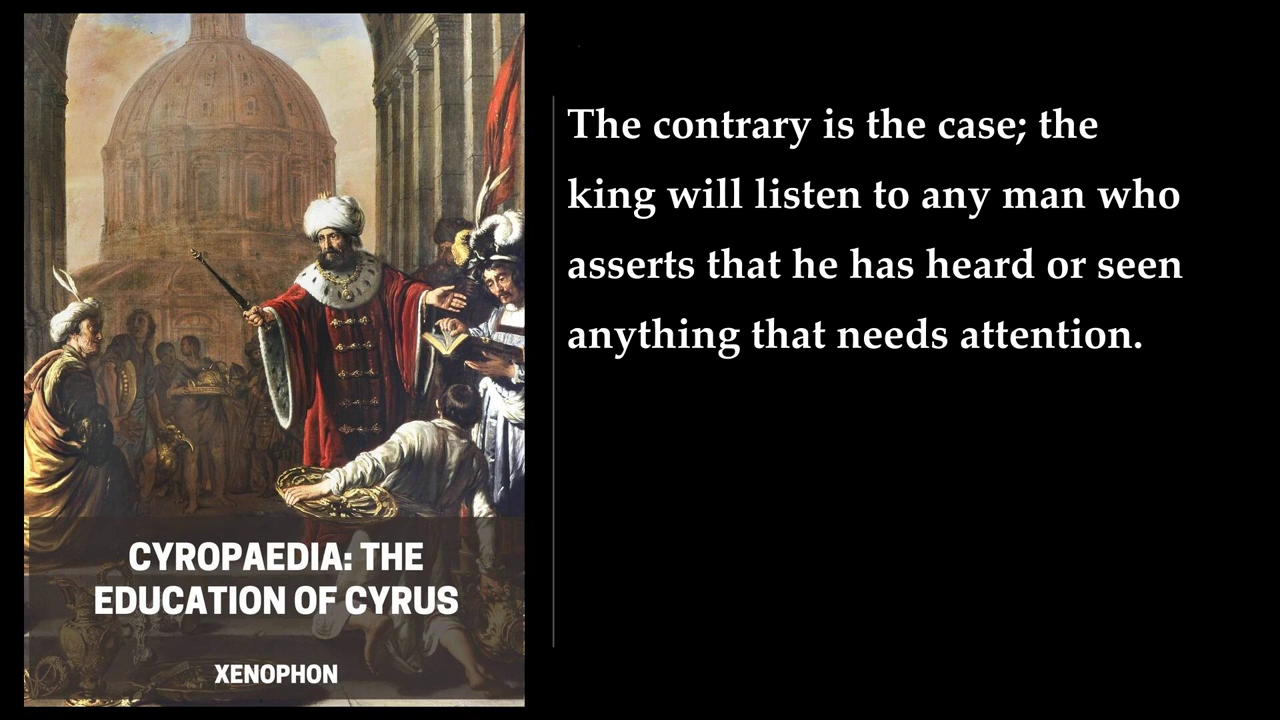 CYROPAEDIA: THE
EDUCATION OF CYRUS
XENOPHON
The contrary is the case; the
king will listen to any man who
asserts that he has heard or seen
anything that needs attention.